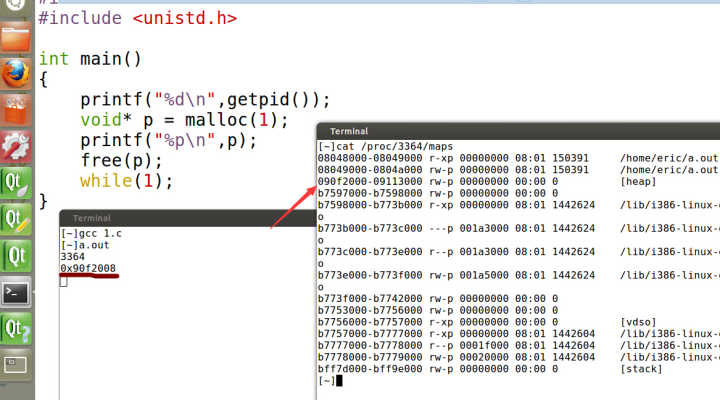 #include <unistd.h>
int main()
{
printf("%d\n",getpid());
void* p = malloc(1);
printf("%p\n",p);
free(p);
while(1);
}
Terminal
[~]gcc 1.c
[~]a.out
3364
0x90f2008
Terminal
[~]cat /proc/3364/maps
08048000-08049000 r-xp 00000000 08:01 150391 /home/eric/a.out
08049000-0804a000 rw-p 00000000 08:01 150391 /home/eric/a.out
090f2000-09113000 rw-p 00000000 00:00 0 [heap]
b7597000-b7598000 rw-p 00000000 00:00 0
b7598000-b773b000 r-xp 00000000 08:01 1442624 /lib/i386-linux-
o
b773b000-b773c000 ---p 001a3000 08:01 1442624 /lib/i386-linux-
o
b773c000-b773e000 r--p 001a3000 08:01 1442624 /lib/i386-linux-
o
b773e000-b773f000 rw-p 001a5000 08:01 1442624 /lib/i386-linux-
o
b773f000-b7742000 rw-p 00000000 00:00 0
b7753000-b7756000 rw-p 00000000 00:00 0
b7756000-b7757000 r-xp 00000000 00:00 0 [vdso]
b7757000-b7777000 r-xp 00000000 08:01 1442604 /lib/i386-linux-
b7777000-b7778000 r--p 0001f000 08:01 1442604 /lib/i386-linux-
b7778000-b7779000 rw-p 00020000 08:01 1442604 /lib/i386-linux-
bff7d000-bff9e000 rw-p 00000000 00:00 0 [stack]
[~]
Qt
Qt
Qt
Qt